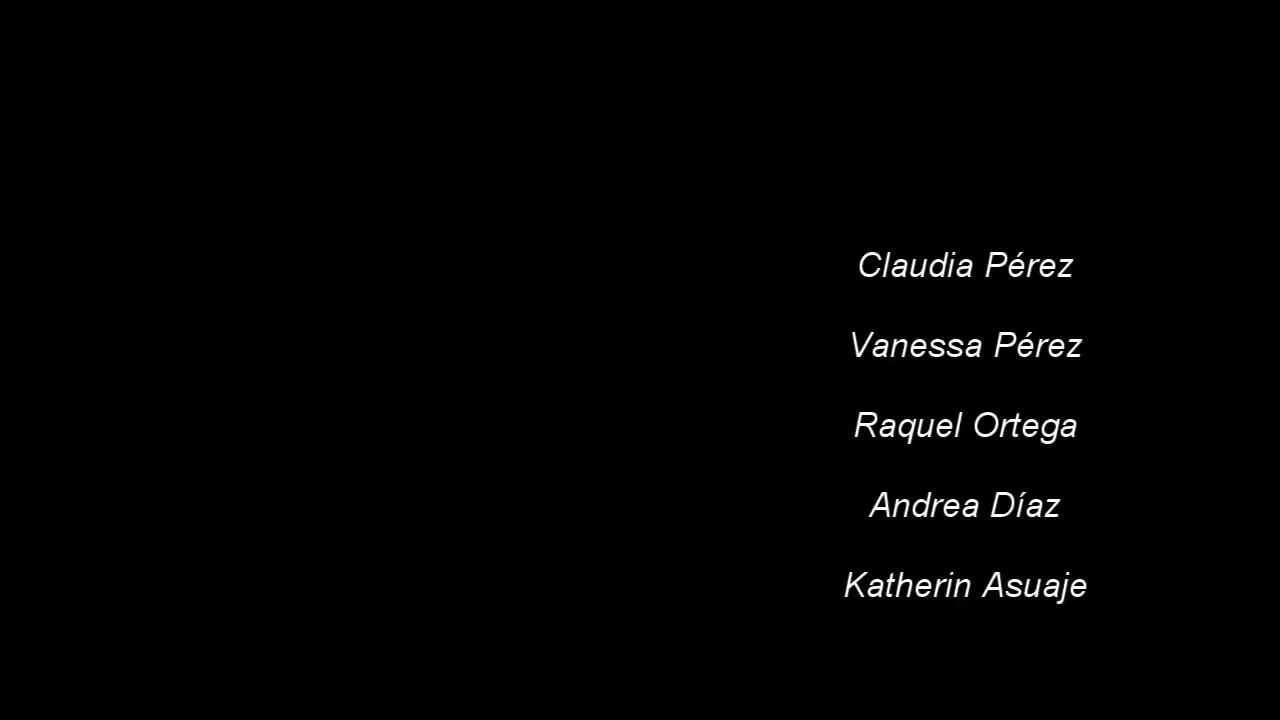 Claudia Pérez
Vanessa Pérez
Raquel Ortega
Andrea Díaz
Katherin Asuaje